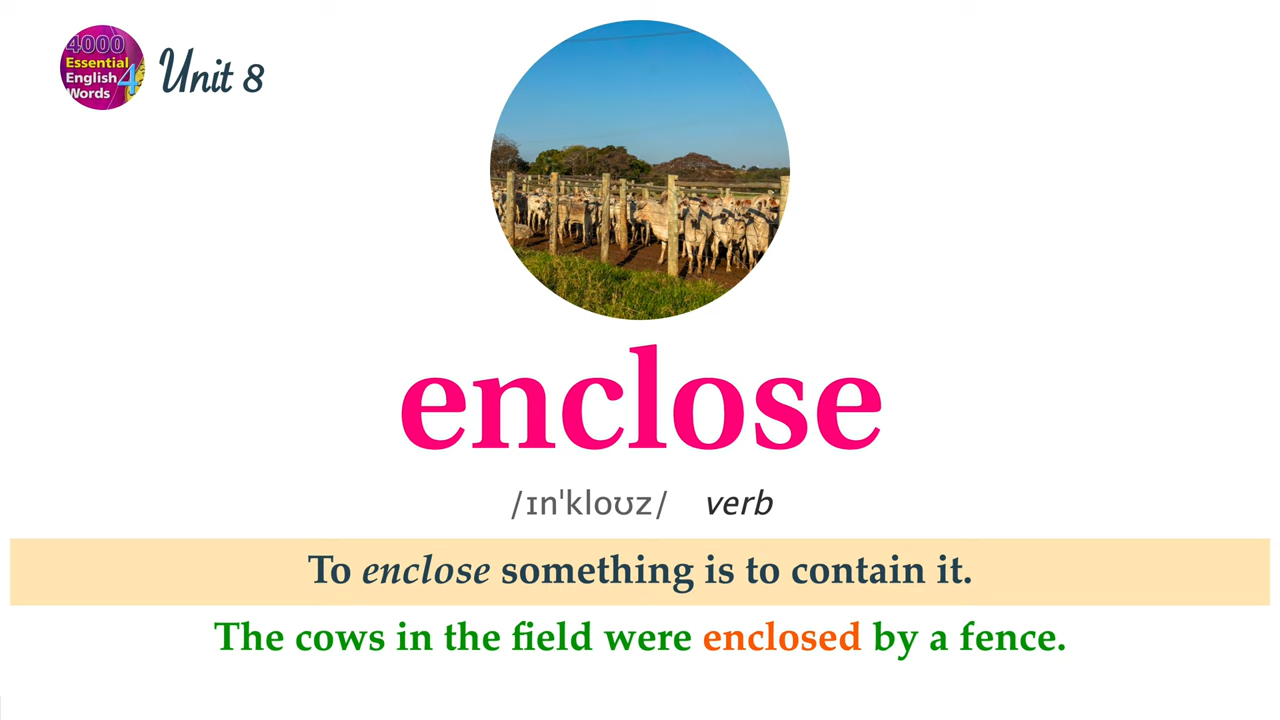 4000
Essential
English 4
Words
Unit 8
enclose
/ɪnˈkloʊz/ verb
To enclose something is to contain it.
The cows in the field were enclosed by a fence.